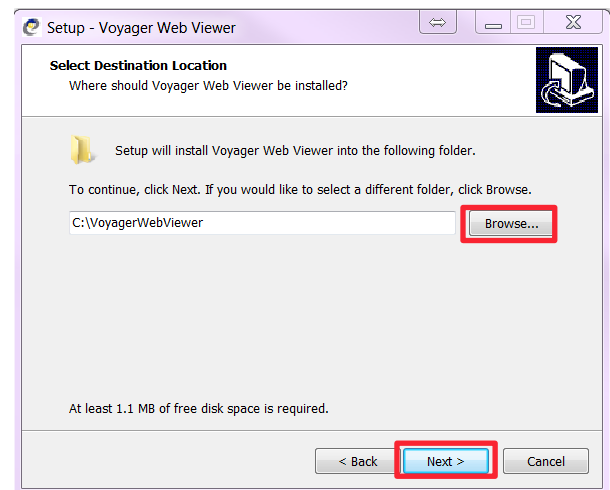 Setup - Voyager Web Viewer
Select Destination Location
Where should Voyager Web Viewer be installed?
Setup will install Voyager Web Viewer into the following folder.
To continue, click Next. If you would like to select a different folder, click Browse.
C:\VoyagerWebViewer
Browse...
At least 1.1 MB of free disk space is required.
< Back
Next >
Cancel